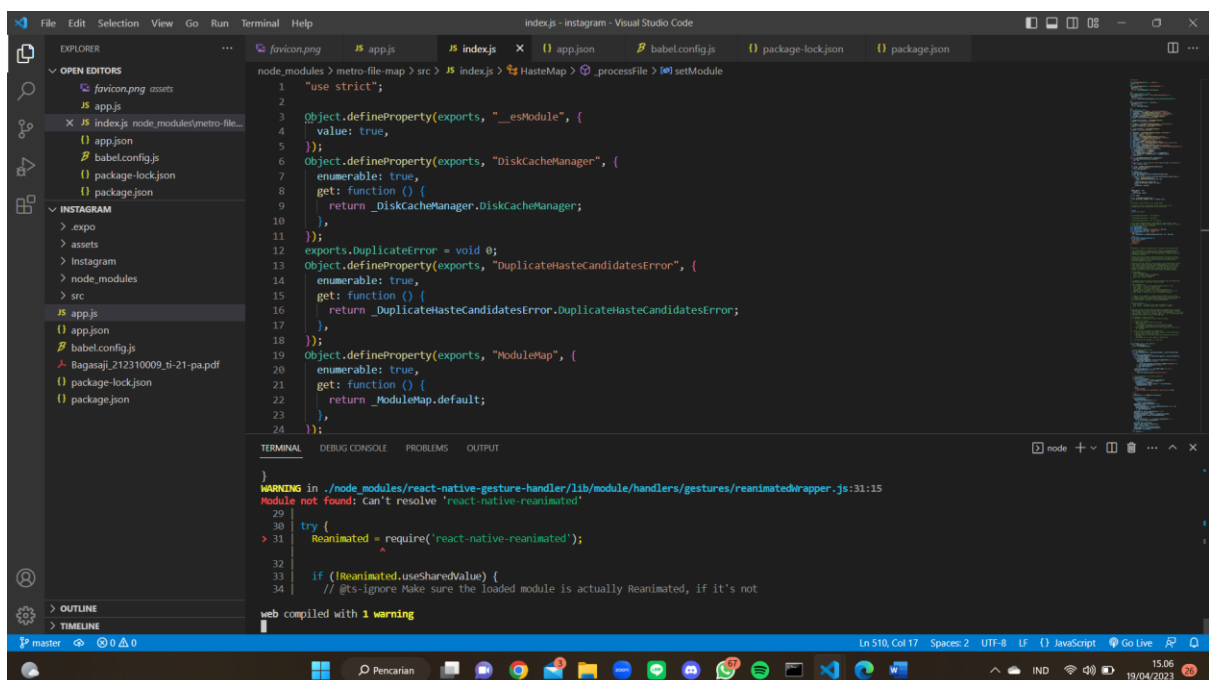 File Edit Selection View Go Run Terminal Help
index.js - instagram - Visual Studio Code
EXPLORER
OPEN EDITORS
favicon.png assets
JS app.js
JS index.js node_modules\metro-file...
{} app.json
babel.config.js
{} package-lock.json
{} package.json
INSTAGRAM
> .expo
> assets
> Instagram
> node_modules
> src
JS app.js
{} app.json
babel.config.js
Bagasaji_212310009_ti-21-pa.pdf
{} package-lock.json
{} package.json
> OUTLINE
> TIMELINE
favicon.png JS app.js JS index.js {} app.json babel.config.js {} package-lock.json {} package.json
node_modules > metro-file-map > src > JS index.js > HasteMap > _processFile > setModule
1 "use strict";
2
3 Object.defineProperty(exports, "__esModule", {
4 value: true,
5 });
6 Object.defineProperty(exports, "DiskCacheManager", {
7 enumerable: true,
8 get: function () {
9 return _DiskCacheManager.DiskCacheManager;
10 },
11 });
12 exports.DuplicateError = void 0;
13 Object.defineProperty(exports, "DuplicateHasteCandidatesError", {
14 enumerable: true,
15 get: function () {
16 return _DuplicateHasteCandidatesError.DuplicateHasteCandidatesError;
17 },
18 });
19 Object.defineProperty(exports, "ModuleMap", {
20 enumerable: true,
21 get: function () {
22 return _ModuleMap.default;
23 },
24 });
TERMINAL DEBUG CONSOLE PROBLEMS OUTPUT
node
}
WARNING in ./node_modules/react-native-gesture-handler/lib/module/handlers/gestures/reanimatedWrapper.js:31:15
Module not found: Can't resolve 'react-native-reanimated'
29 |
30 | try {
> 31 | Reanimated = require('react-native-reanimated');
| ^
32 |
33 | if (!Reanimated.useSharedValue) {
34 | // @ts-ignore Make sure the loaded module is actually Reanimated, if it's not
web compiled with 1 warning
master 0 0 Ln 510, Col 17 Spaces: 2 UTF-8 LF {} JavaScript Go Live
Pencarian
3
zoom
67
IND
15.06
19/04/2023
26